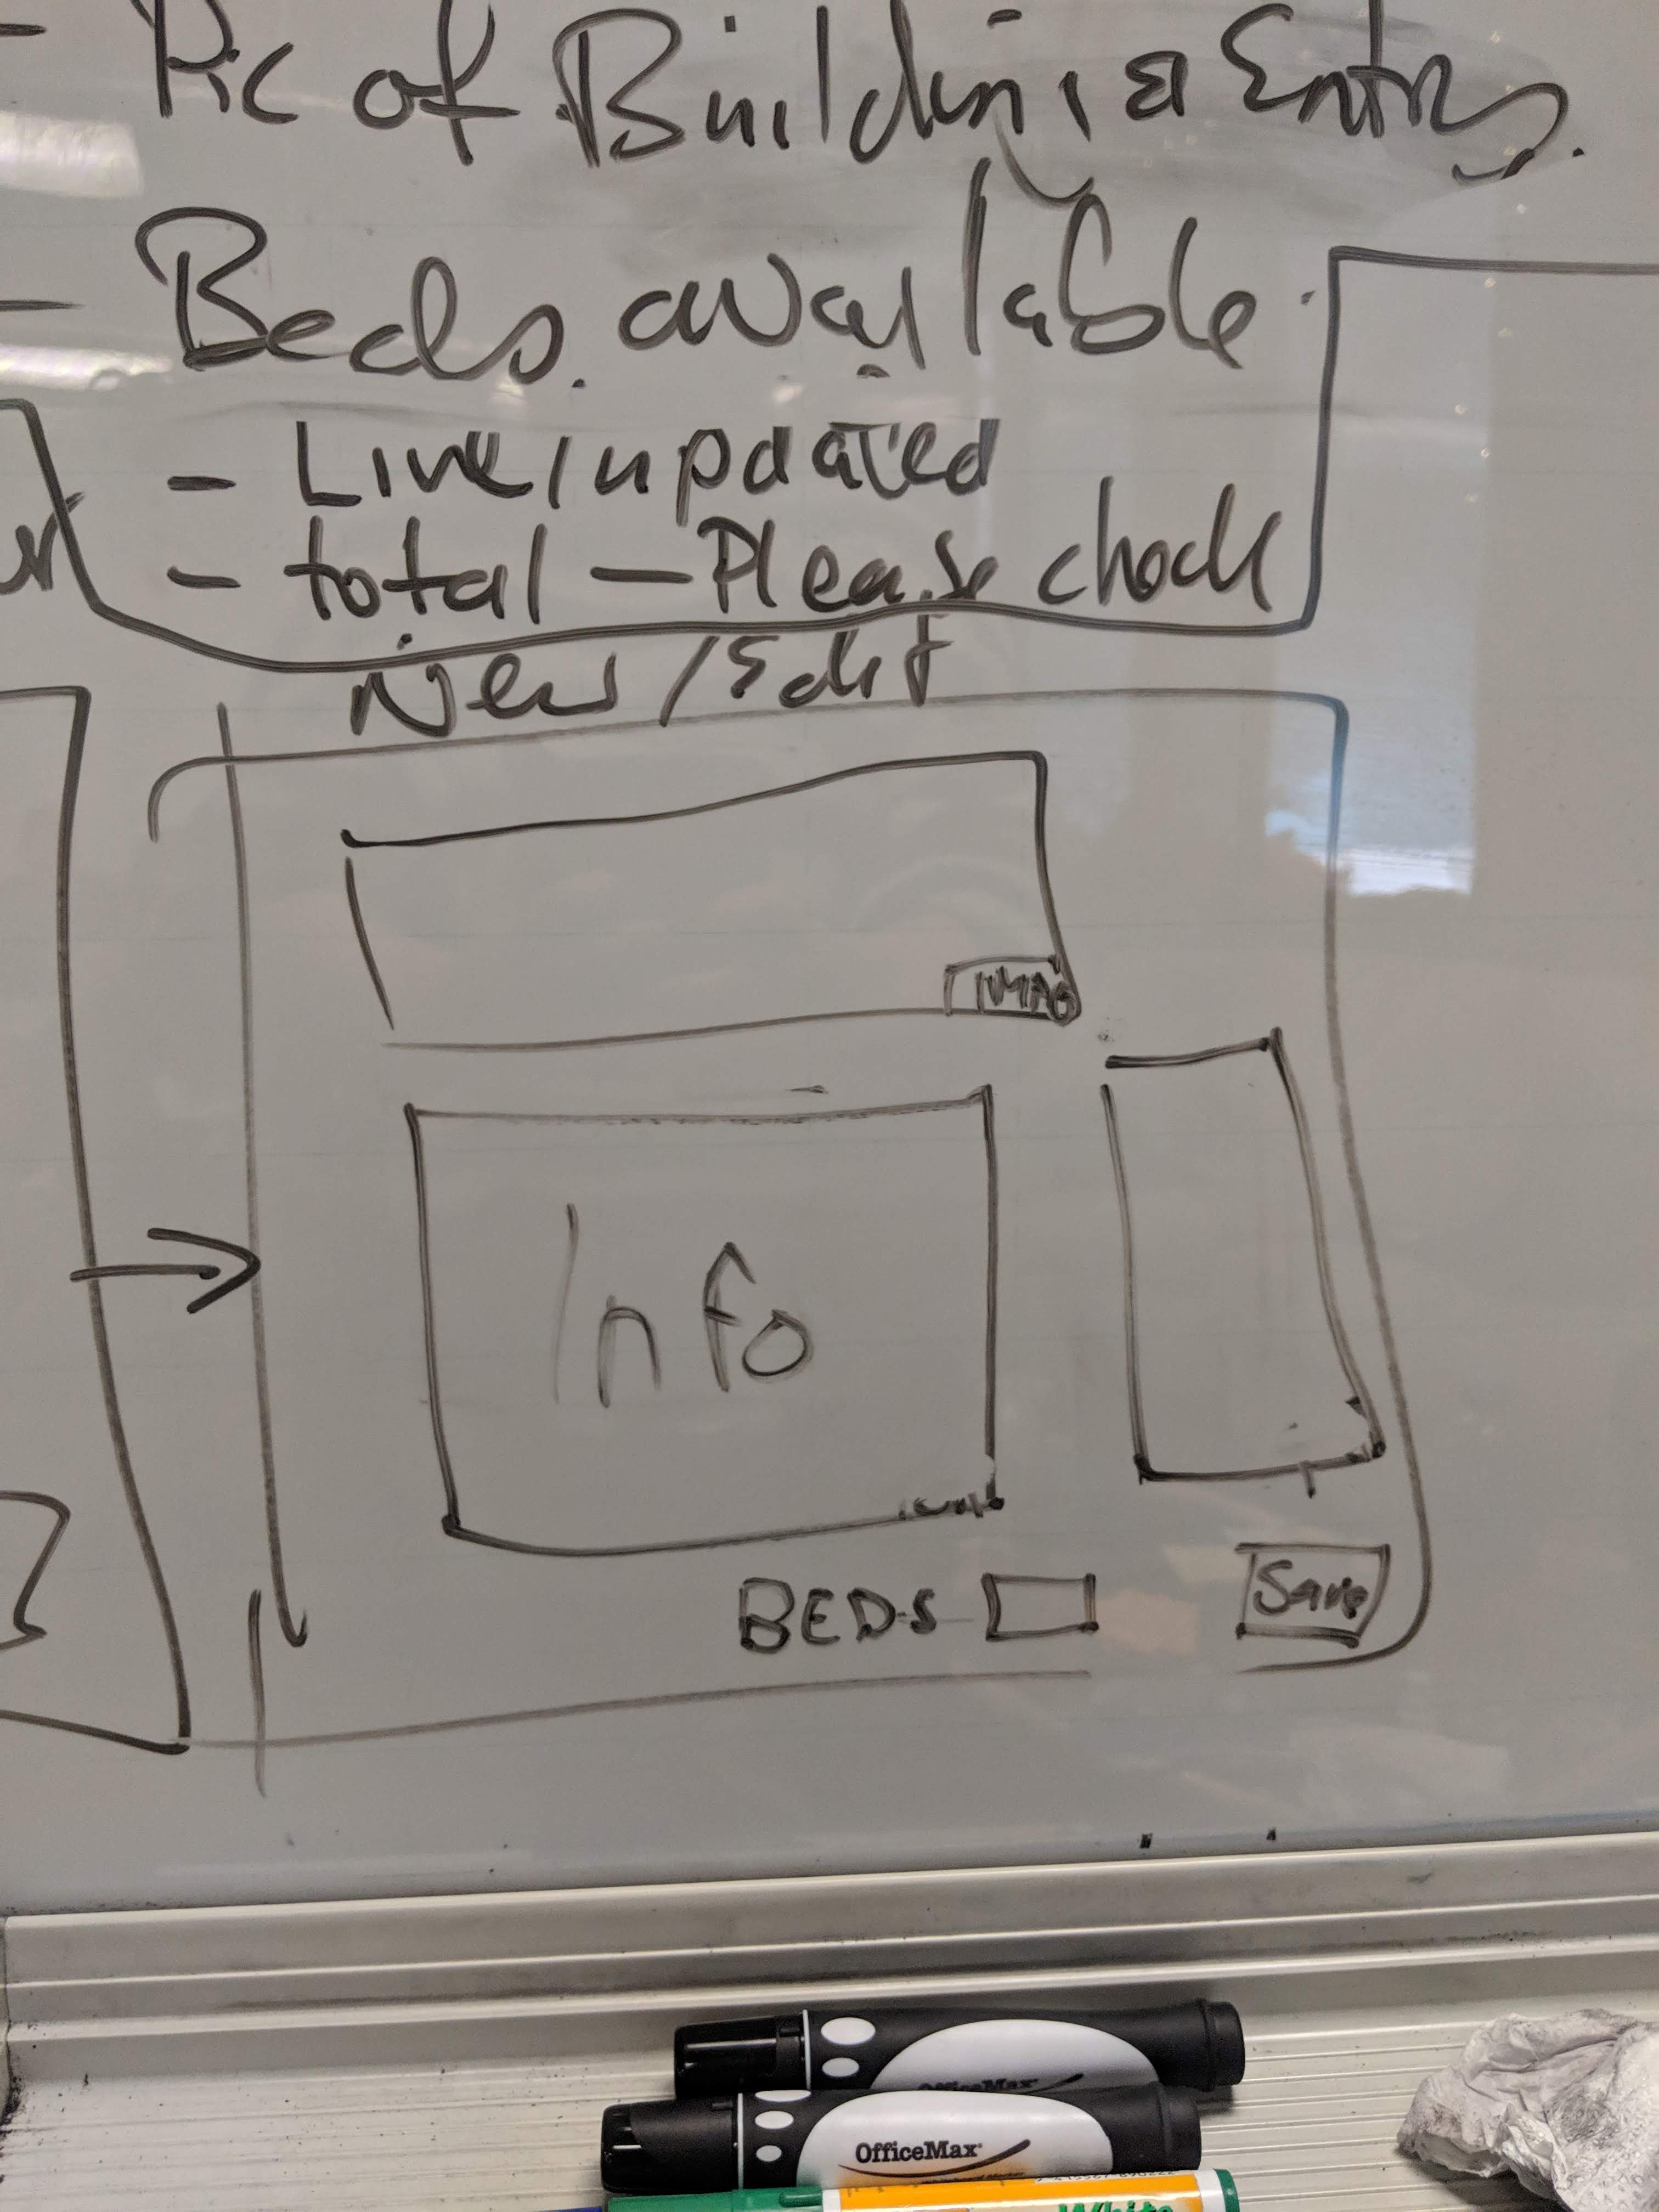 - Pic of Building & Entry.
- Beds. available.
- Live/updated
- total - Please check
New/Edit
IMAG
Info
BEDS
Save
OfficeMax
OfficeMax
White